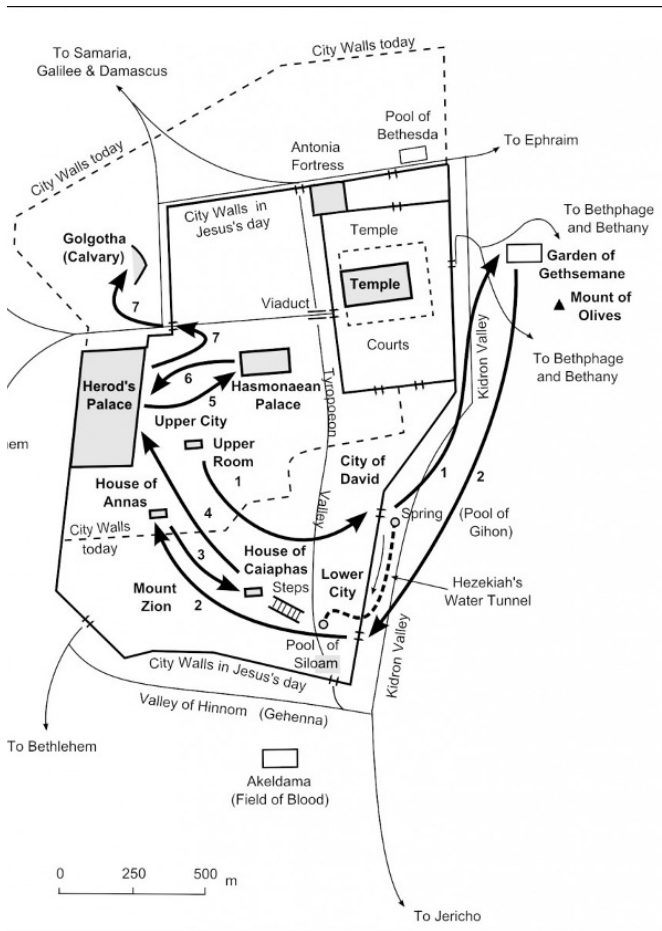 To Samaria,
Galilee & Damascus
City Walls today
Pool of
Bethesda
To Ephraim
Antonia
Fortress
City Walls today
City Walls in
Jesus's day
Temple
To Bethphage
and Bethany
Golgotha
(Calvary)
Garden of
Gethsemane
Temple
Mount of
Olives
7
Viaduct
7
Courts
Kidron Valley
To Bethphage
and Bethany
Herod's
Palace
6
5
Hasmonaean
Palace
Tyropoeon
Valley
Upper City
Upper
Room
em
House of
Annas
1
City of
David
1
2
4
Spring
(Pool of
Gihon)
City Walls
today
3
House of
Caiaphas
Lower
City
Hezekiah's
Water Tunnel
Mount
Zion
2
Steps
Pool of
Siloam
Kidron Valley
City Walls in Jesus's day
Valley of Hinnom (Gehenna)
To Bethlehem
Akeldama
(Field of Blood)
0 250 500 m
To Jericho